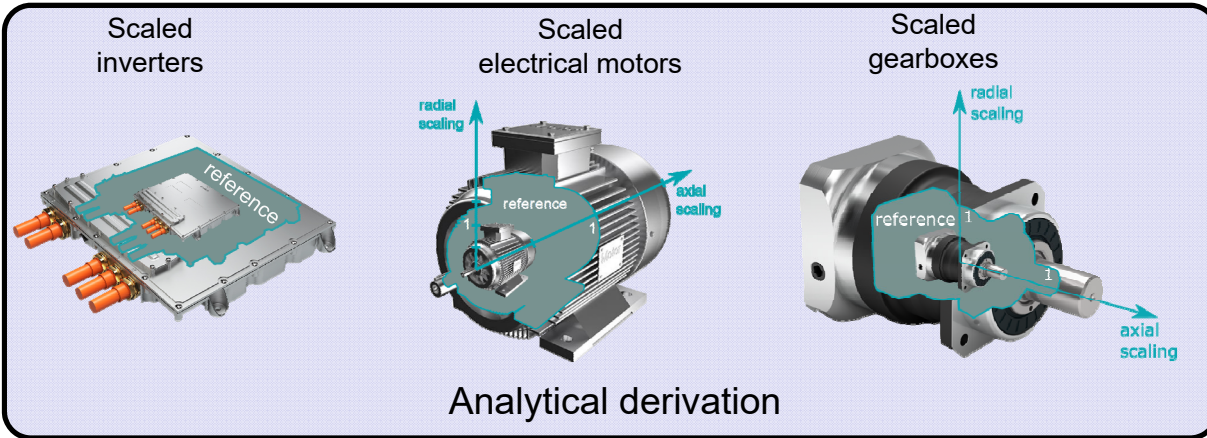 Scaled
inverters
reference
Scaled
electrical motors
radial
scaling
reference
axial
scaling
1
1
Scaled
gearboxes
radial
scaling
reference
1
1
axial
scaling
Analytical derivation